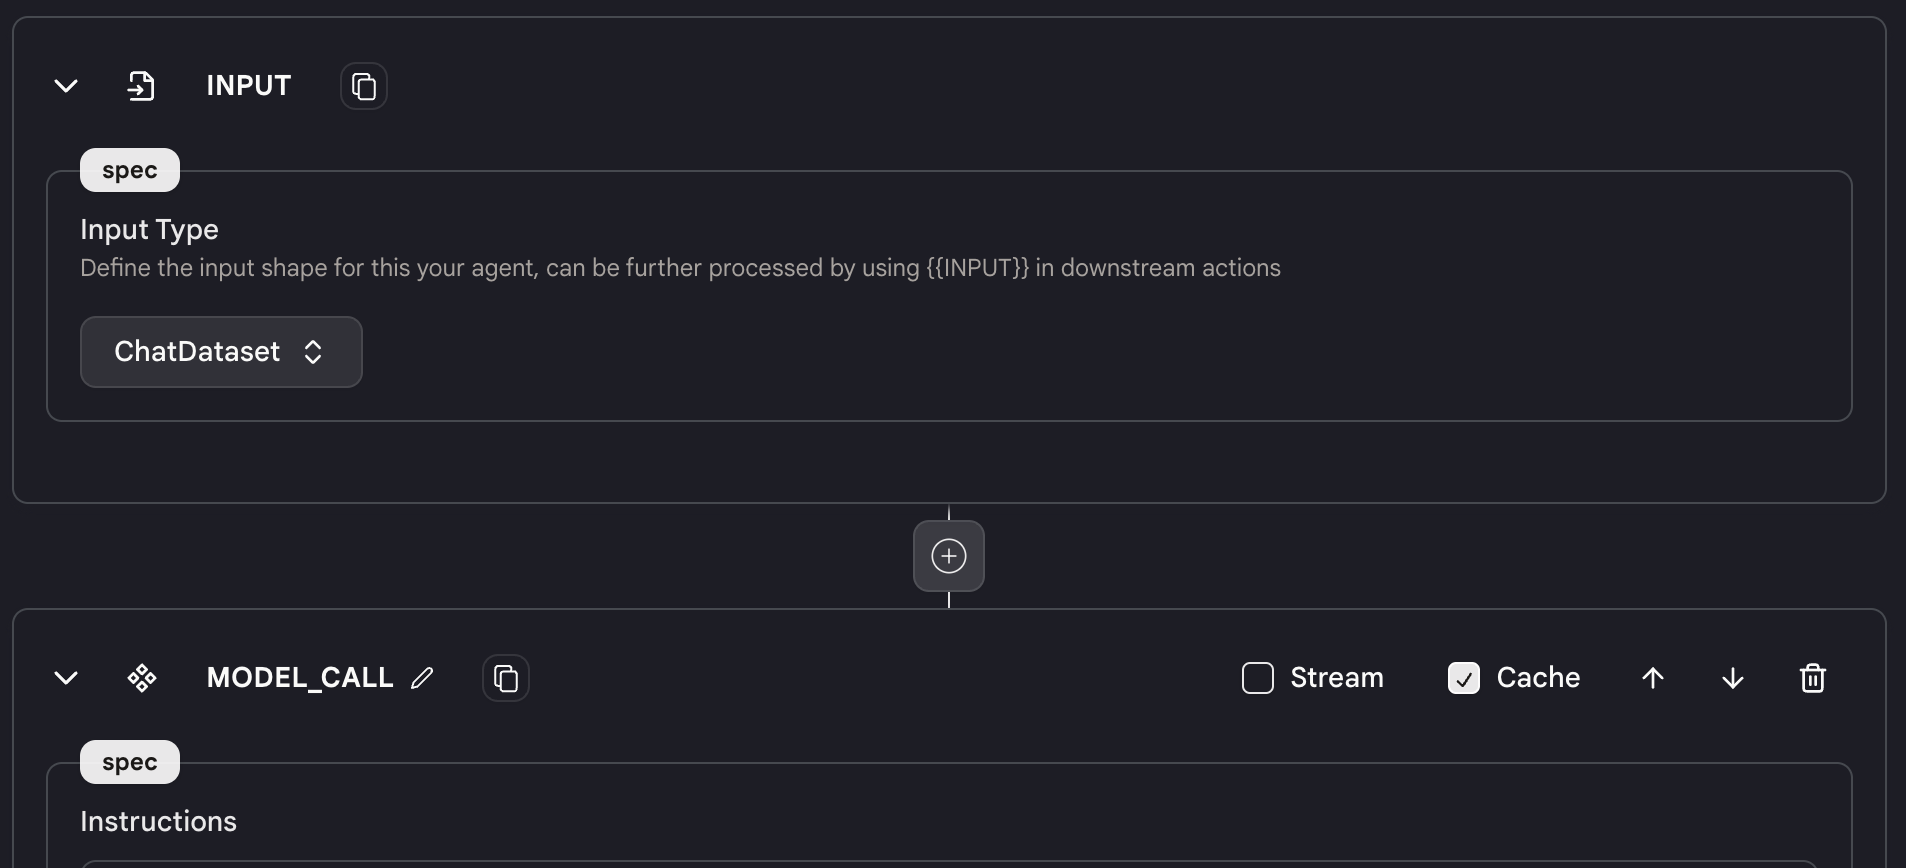 INPUT
spec
Input Type
Define the input shape for this your agent, can be further processed by using {{INPUT}} in downstream actions
ChatDataset
MODEL_CALL
Stream
Cache
spec
Instructions